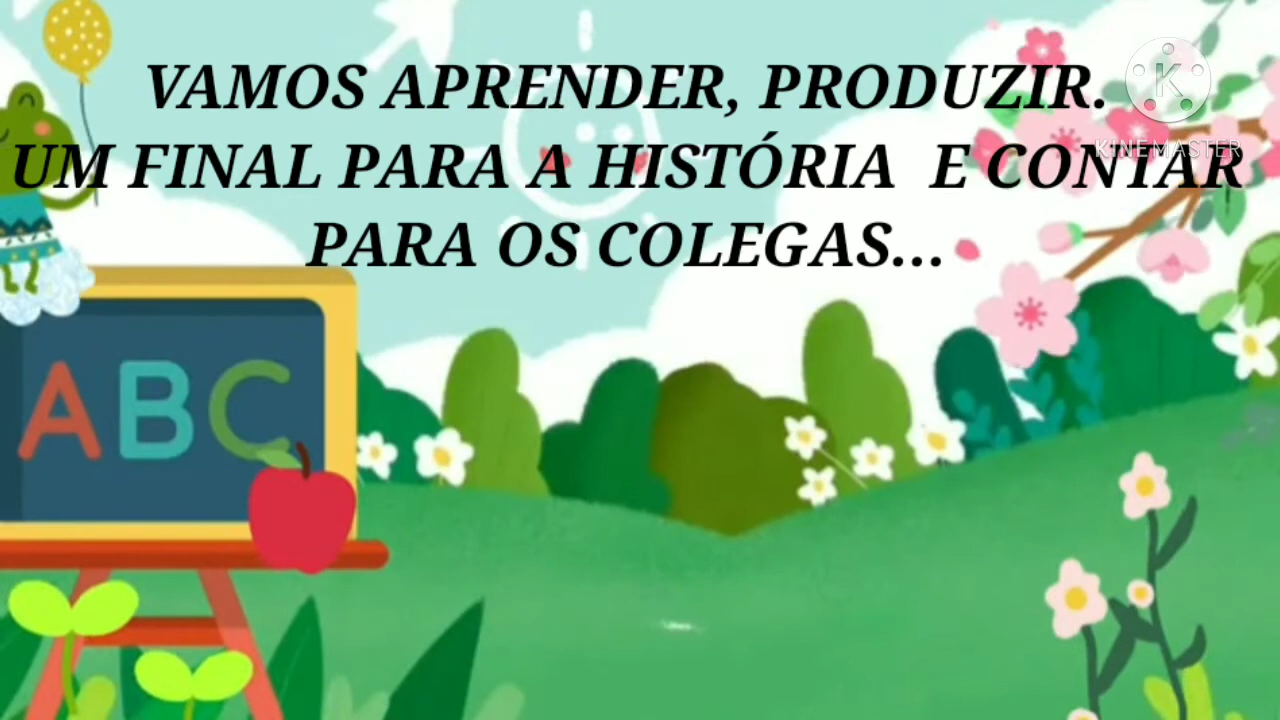 VAMOS APRENDER, PRODUZIR.
UM FINAL PARA A HISTÓRIA E CONTAR
PARA OS COLEGAS...
K
KINEMASTER
ABC